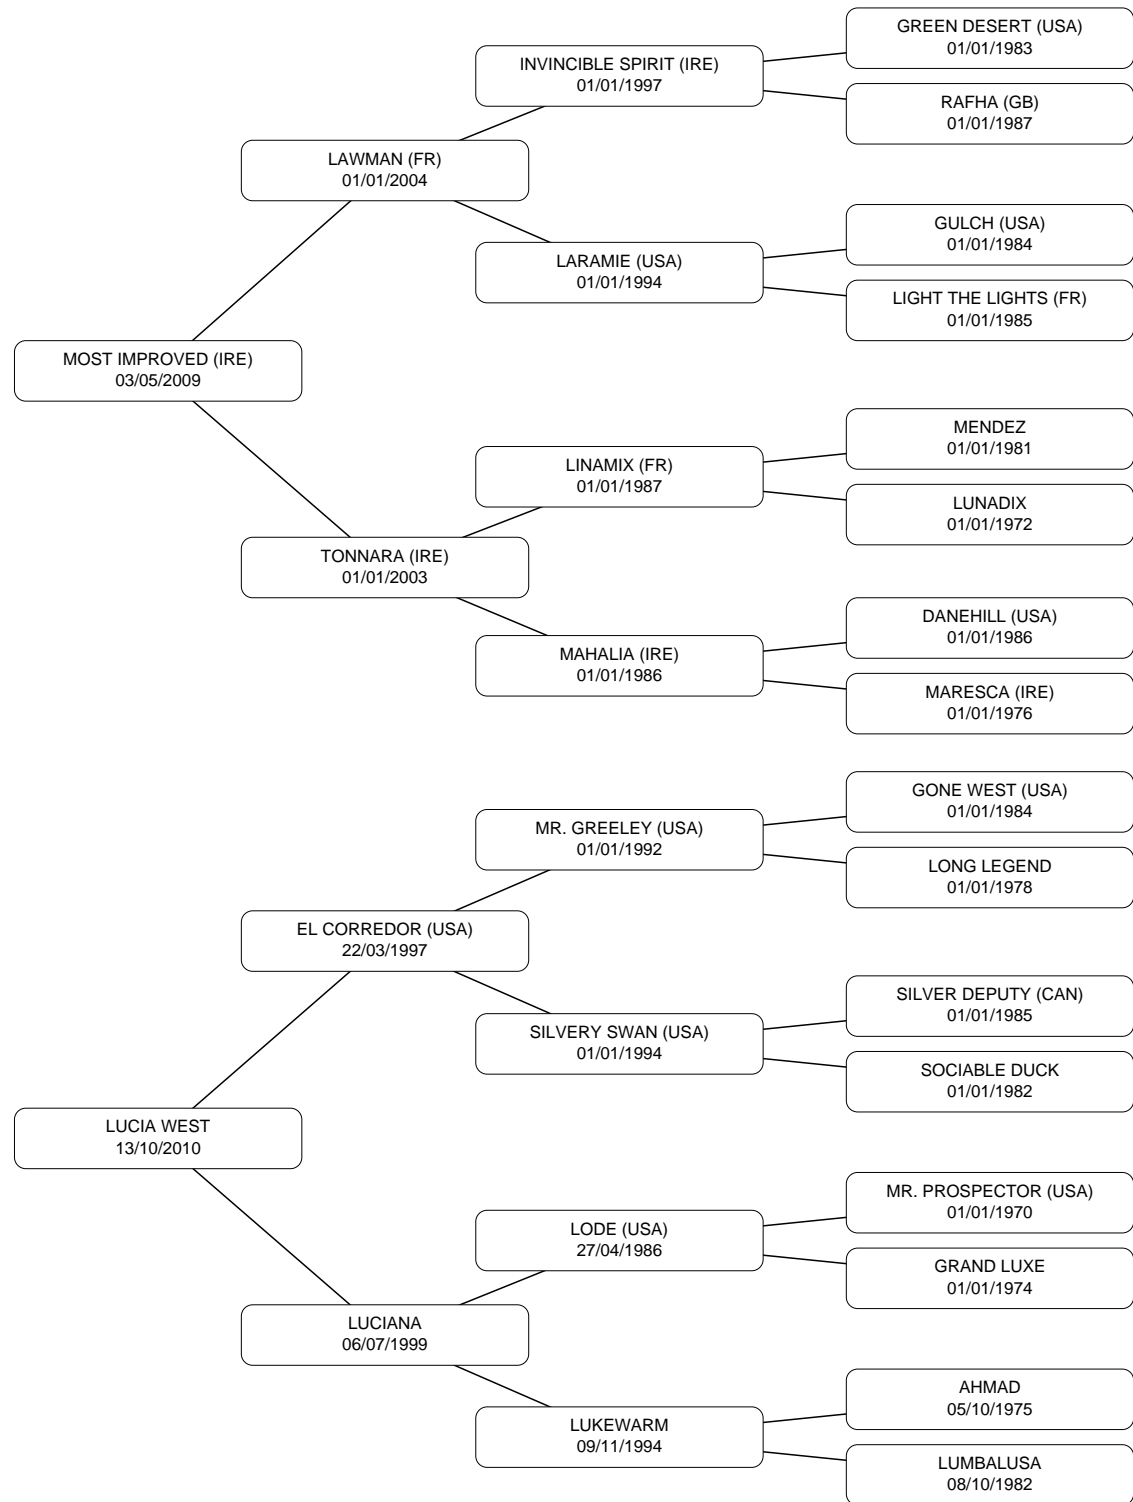 GREEN DESERT (USA)
01/01/1983
INVINCIBLE SPIRIT (IRE)
01/01/1997
RAFHA (GB)
01/01/1987
LAWMAN (FR)
01/01/2004
GULCH (USA)
01/01/1984
LARAMIE (USA)
01/01/1994
LIGHT THE LIGHTS (FR)
01/01/1985
MOST IMPROVED (IRE)
03/05/2009
MENDEZ
01/01/1981
LINAMIX (FR)
01/01/1987
LUNADIX
01/01/1972
TONNARA (IRE)
01/01/2003
DANEHILL (USA)
01/01/1986
MAHALIA (IRE)
01/01/1986
MARESCA (IRE)
01/01/1976
GONE WEST (USA)
01/01/1984
MR. GREELEY (USA)
01/01/1992
LONG LEGEND
01/01/1978
EL CORREDOR (USA)
22/03/1997
SILVER DEPUTY (CAN)
01/01/1985
SILVERY SWAN (USA)
01/01/1994
SOCIABLE DUCK
01/01/1982
LUCIA WEST
13/10/2010
MR. PROSPECTOR (USA)
01/01/1970
LODE (USA)
27/04/1986
GRAND LUXE
01/01/1974
LUCIANA
06/07/1999
AHMAD
05/10/1975
LUKEWARM
09/11/1994
LUMBALUSA
08/10/1982